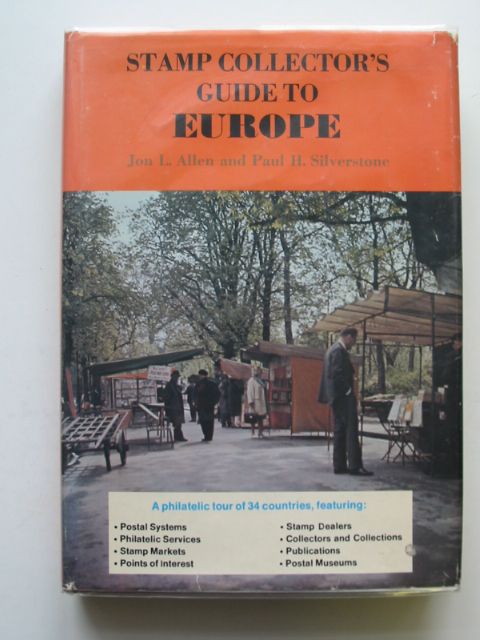 STAMP COLLECTOR'S
GUIDE TO
EUROPE
Jon L. Allen and Paul H. Silverstone
A philatelic tour of 34 countries, featuring:
• Postal Systems
• Philatelic Services
• Stamp Markets
• Points of Interest
• Stamp Dealers
• Collectors and Collections
• Publications
• Postal Museums